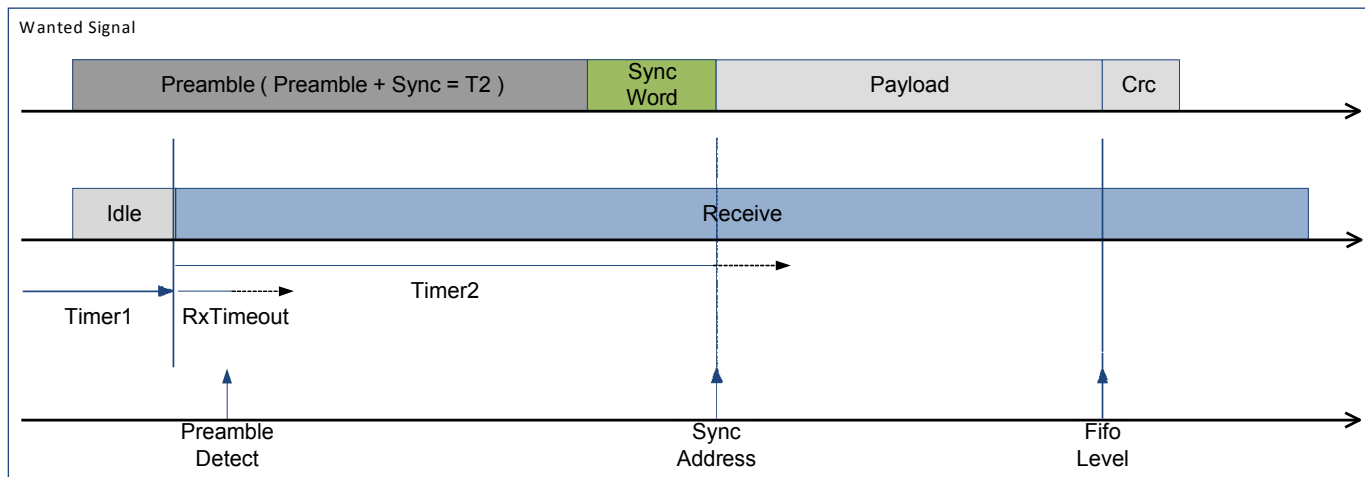 Wanted Signal
Preamble ( Preamble + Sync = T2 )
Sync
Word
Payload
Crc
Idle
Receive
Timer2
Timer1
RxTimeout
Preamble
Detect
Sync
Address
Fifo
Level